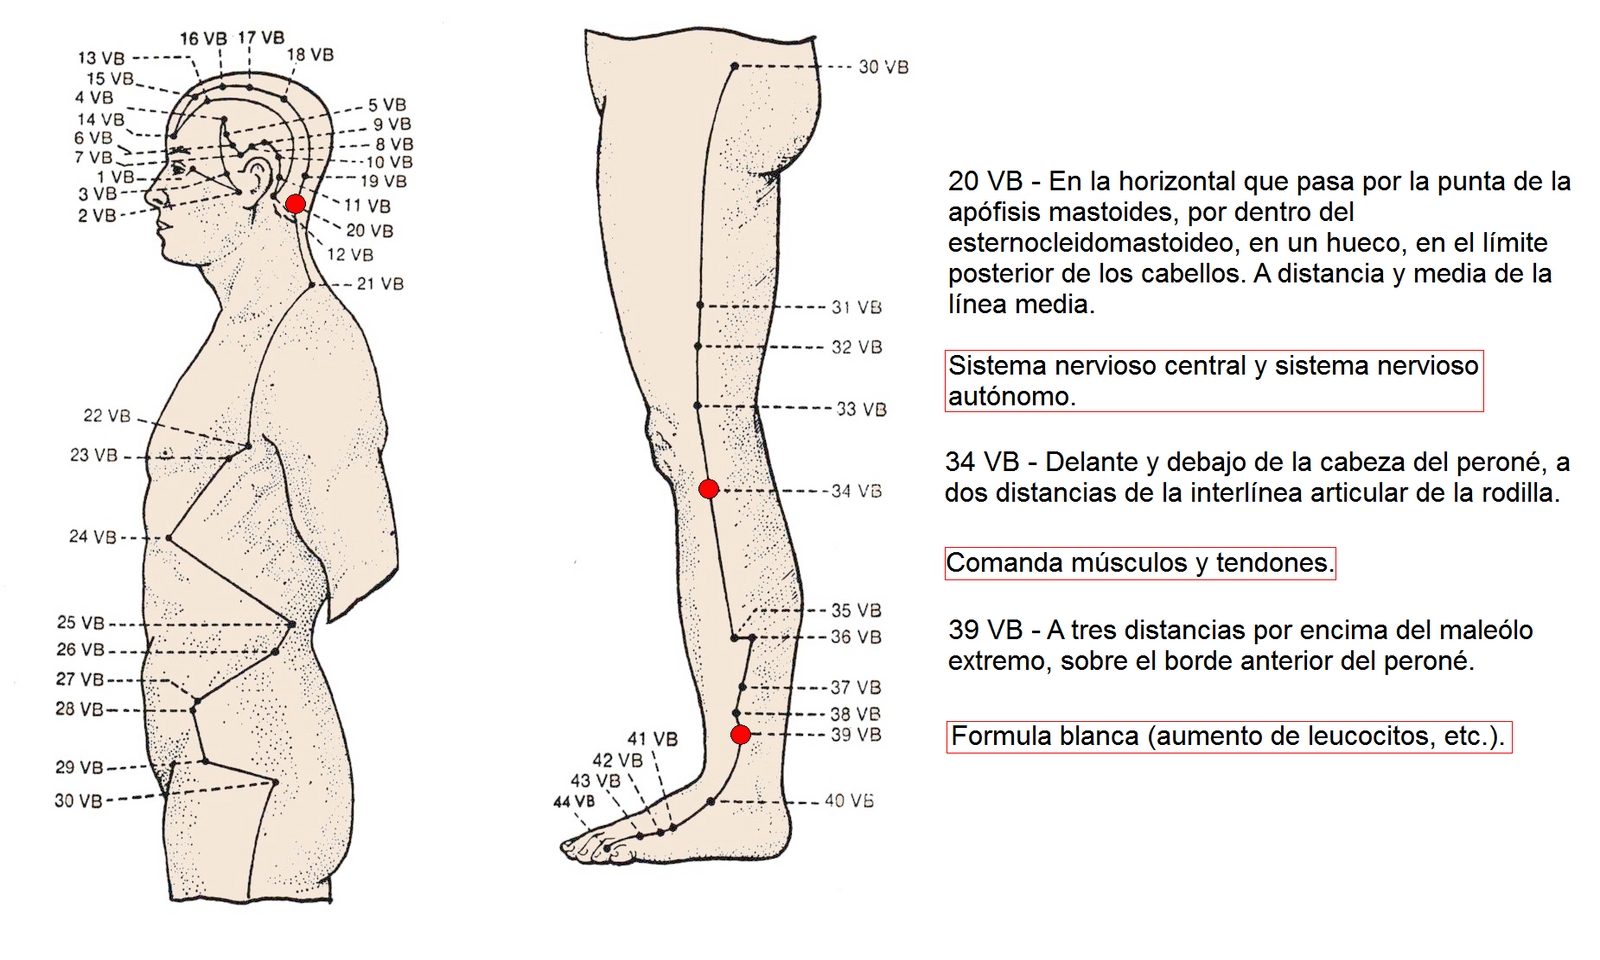 16 VB
17 VB
13 VB
18 VB
15 VB
4 VB
14 VB
6 VB
7 VB
1 VB
3 VB
2 VB
5 VB
9 VB
8 VB
10 VB
19 VB
11 VB
20 VB
12 VB
21 VB
22 VB
23 VB
24 VB
25 VB
26 VB
27 VB
28 VB
29 VB
30 VB
30 VB
31 VB
32 VB
33 VB
34 VB
35 VB
36 VB
37 VB
38 VB
39 VB
41 VB
42 VB
43 VB
44 VB
40 VB
20 VB - En la horizontal que pasa por la punta de la
apófisis mastoides, por dentro del
esternocleidomastoideo, en un hueco, en el límite
posterior de los cabellos. A distancia y media de la
línea media.
Sistema nervioso central y sistema nervioso
autónomo.
34 VB - Delante y debajo de la cabeza del peroné, a
dos distancias de la interlínea articular de la rodilla.
Comanda músculos y tendones.
39 VB - A tres distancias por encima del maleólo
extremo, sobre el borde anterior del peroné.
Formula blanca (aumento de leucocitos, etc.).